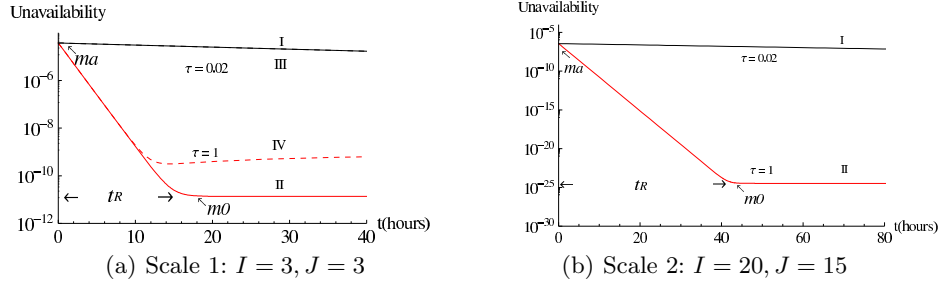 Unavailability
I
ma
III
τ = 0.02
10⁻⁶
10⁻⁸
IV
τ = 1
10⁻¹⁰
II
tR
m0
10⁻¹²
0 10 20 30 40 t(hours)
(a) Scale 1: I = 3, J = 3
Unavailability
10⁻⁵
I
τ = 0.02
ma
10⁻¹⁰
10⁻¹⁵
10⁻²⁰
τ = 1
II
10⁻²⁵
tR
m0
10⁻³⁰
0 20 40 60 80 t(hours)
(b) Scale 2: I = 20, J = 15